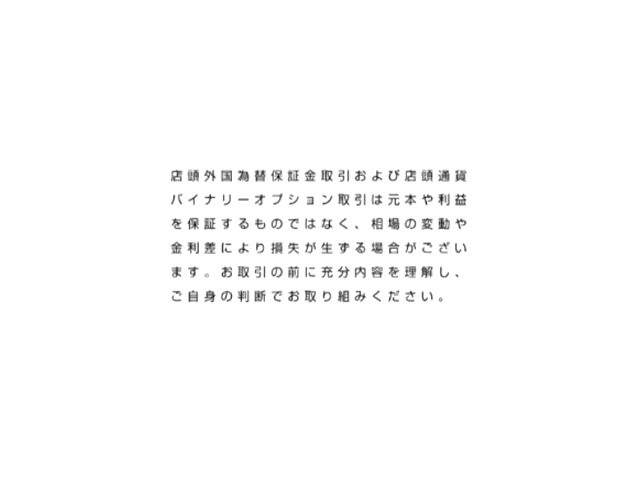 店頭外国為替保証金取引および店頭通貨
バイナリーオプション取引は元本や利益
を保証するものではなく、相場の変動や
金利差により損失が生ずる場合がござい
ます。お取引の前に充分内容を理解し、
ご自身の判断でお取り組みください。